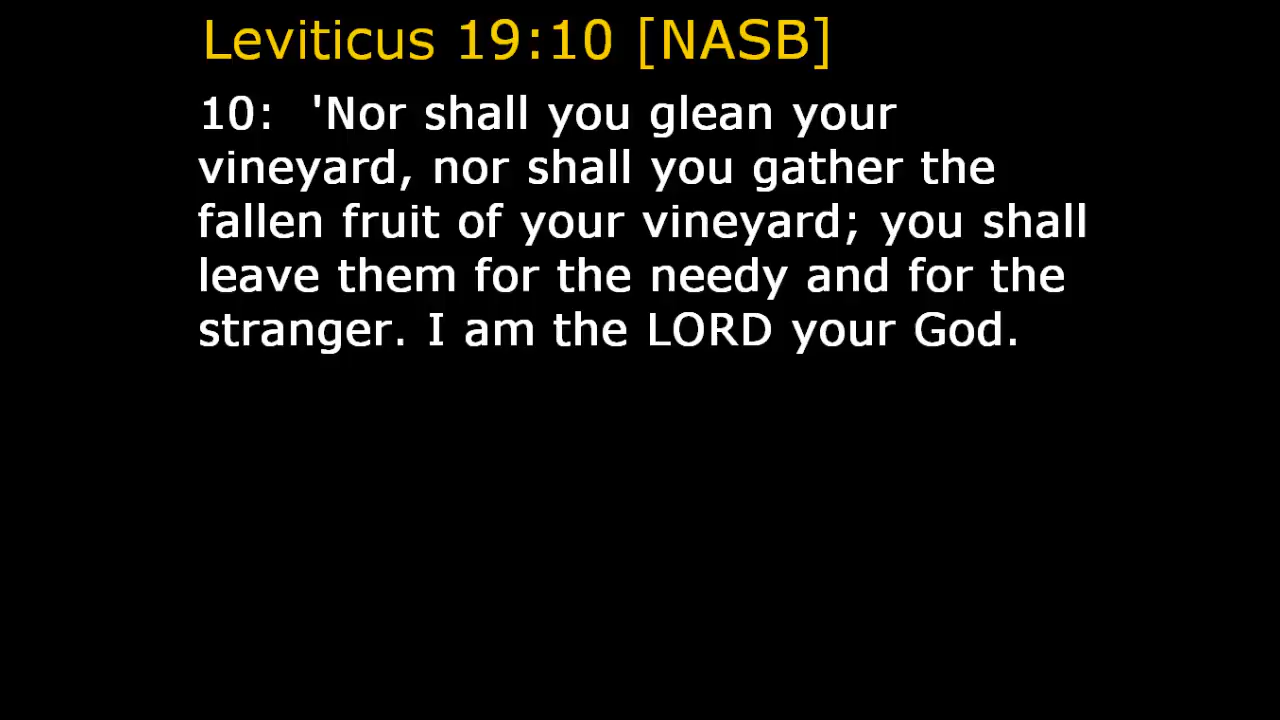 Leviticus 19:10 [NASB]
10:  'Nor shall you glean your
vineyard, nor shall you gather the
fallen fruit of your vineyard; you shall
leave them for the needy and for the
stranger. I am the LORD your God.